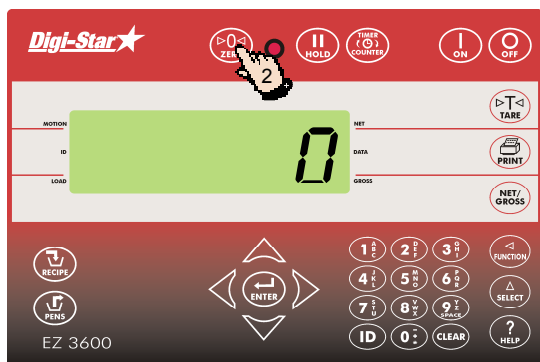 Digi-Star
0
ZERO
2
HOLD
TIMER
COUNTER
ON
OFF
T
TARE
MOTION
NET
ID
0
DATA
PRINT
LOAD
GROSS
NET/
GROSS
RECIPE
ENTER
1 A B C
2 D E F
3 G H I
FUNCTION
4 J K L
5 M N O
6 P Q R
SELECT
PENS
7 S T U
8 V W X
9 Y Z SPACE
ID
0
CLEAR
?
HELP
EZ 3600